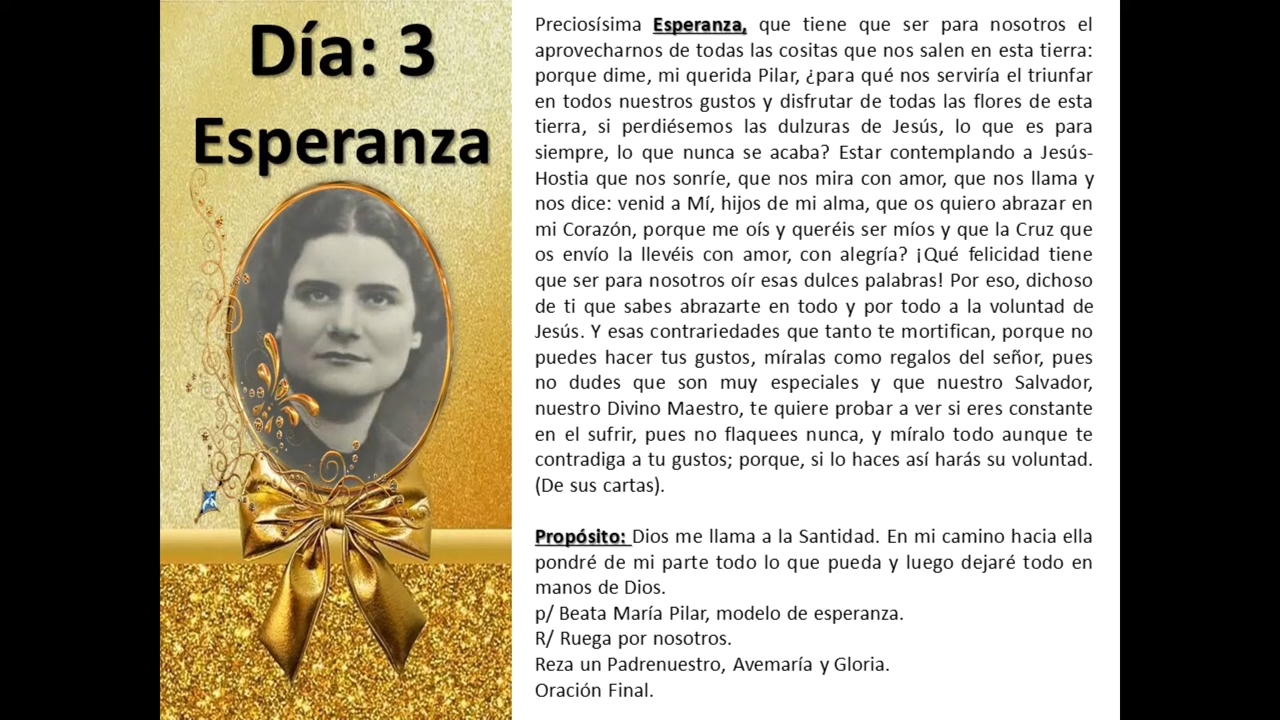 Día: 3
Esperanza
Preciosísima Esperanza, que tiene que ser para nosotros el
aprovecharnos de todas las cositas que nos salen en esta tierra:
porque dime, mi querida Pilar, ¿para qué nos serviría el triunfar
en todos nuestros gustos y disfrutar de todas las flores de esta
tierra, si perdiésemos las dulzuras de Jesús, lo que es para
siempre, lo que nunca se acaba? Estar contemplando a Jesús-
Hostia que nos sonríe, que nos mira con amor, que nos llama y
nos dice: venid a Mí, hijos de mi alma, que os quiero abrazar en
mi Corazón, porque me oís y queréis ser míos y que la Cruz que
os envío la llevéis con amor, con alegría? ¡Qué felicidad tiene
que ser para nosotros oír esas dulces palabras! Por eso, dichoso
de ti que sabes abrazarte en todo y por todo a la voluntad de
Jesús. Y esas contrariedades que tanto te mortifican, porque no
puedes hacer tus gustos, míralas como regalos del señor, pues
no dudes que son muy especiales y que nuestro Salvador,
nuestro Divino Maestro, te quiere probar a ver si eres constante
en el sufrir, pues no flaquees nunca, y míralo todo aunque te
contradiga a tu gustos; porque, si lo haces así harás su voluntad.
(De sus cartas).
Propósito: Dios me llama a la Santidad. En mi camino hacia ella
pondré de mi parte todo lo que pueda y luego dejaré todo en
manos de Dios.
p/ Beata María Pilar, modelo de esperanza.
R/ Ruega por nosotros.
Reza un Padrenuestro, Avemaría y Gloria.
Oración Final.